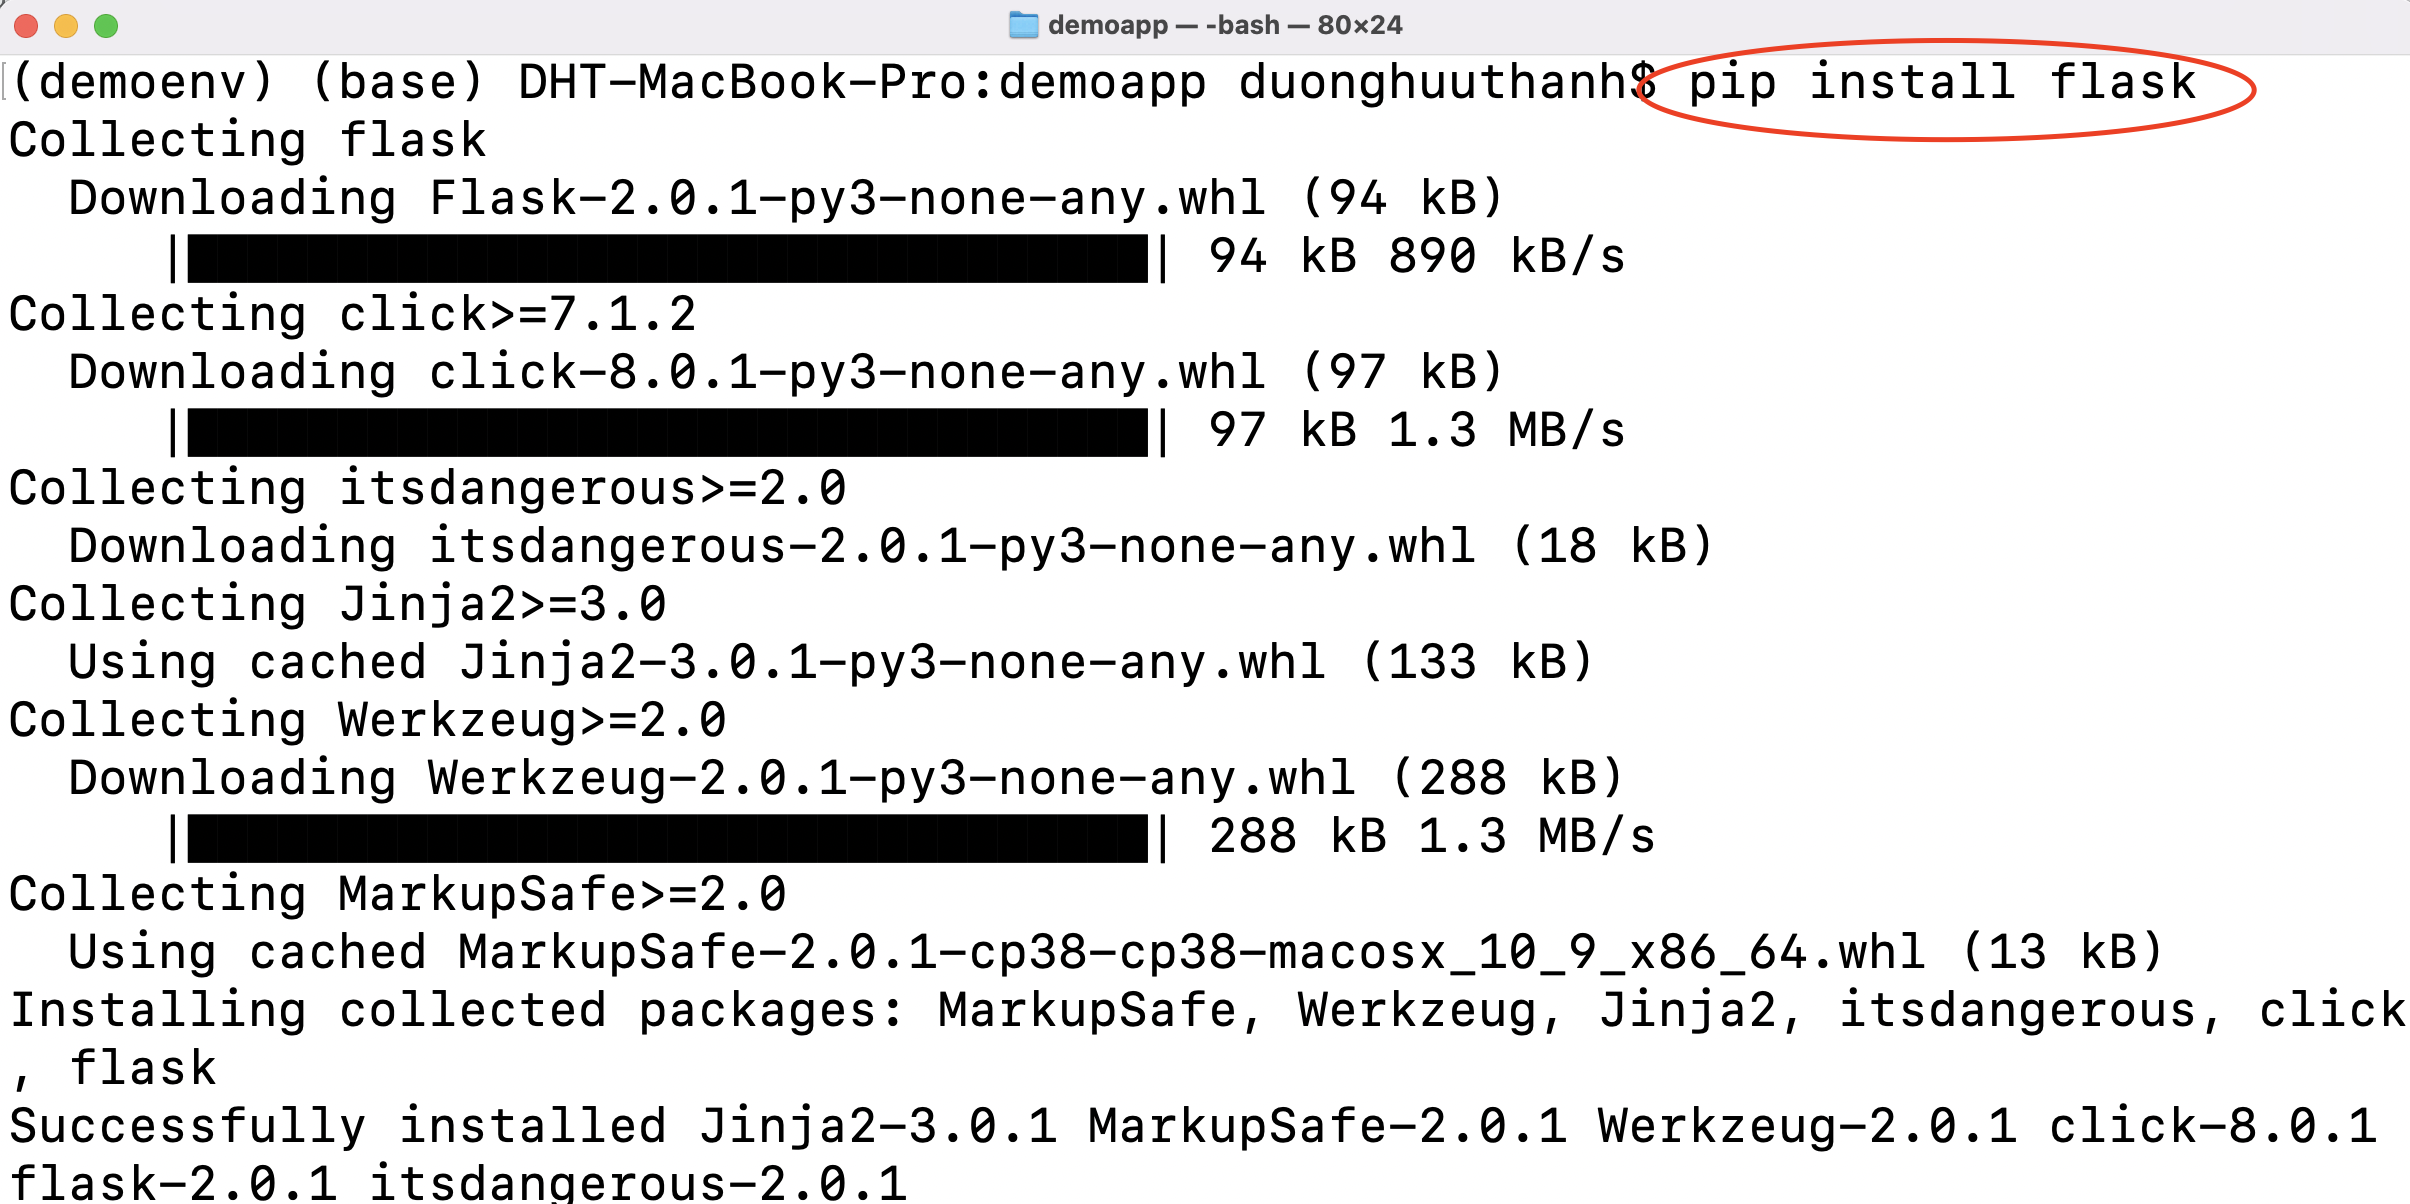 demoapp — -bash — 80×24
(demoenv) (base) DHT-MacBook-Pro:demoapp duonghuuthanh$ pip install flask
Collecting flask
  Downloading Flask-2.0.1-py3-none-any.whl (94 kB)
     |████████████████████████████████| 94 kB 890 kB/s
Collecting click>=7.1.2
  Downloading click-8.0.1-py3-none-any.whl (97 kB)
     |████████████████████████████████| 97 kB 1.3 MB/s
Collecting itsdangerous>=2.0
  Downloading itsdangerous-2.0.1-py3-none-any.whl (18 kB)
Collecting Jinja2>=3.0
  Using cached Jinja2-3.0.1-py3-none-any.whl (133 kB)
Collecting Werkzeug>=2.0
  Downloading Werkzeug-2.0.1-py3-none-any.whl (288 kB)
     |████████████████████████████████| 288 kB 1.3 MB/s
Collecting MarkupSafe>=2.0
  Using cached MarkupSafe-2.0.1-cp38-cp38-macosx_10_9_x86_64.whl (13 kB)
Installing collected packages: MarkupSafe, Werkzeug, Jinja2, itsdangerous, click
, flask
Successfully installed Jinja2-3.0.1 MarkupSafe-2.0.1 Werkzeug-2.0.1 click-8.0.1
flask-2.0.1 itsdangerous-2.0.1